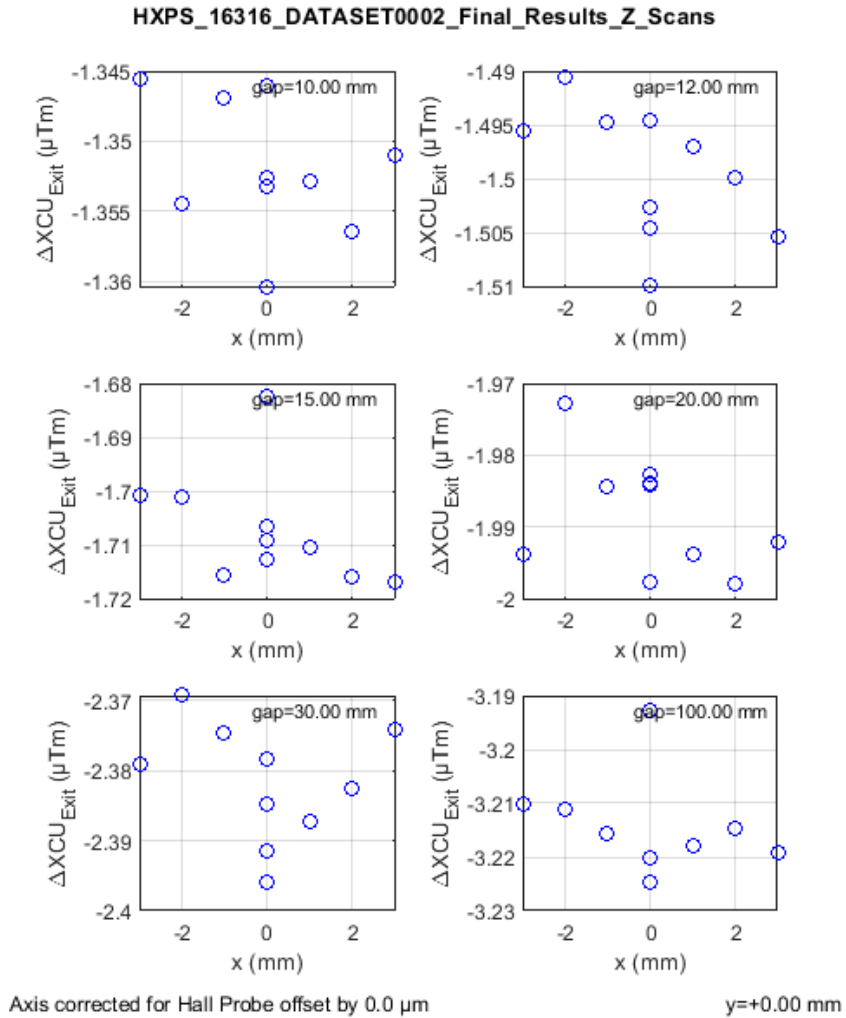 HXPS_16316_DATASET0002_Final_Results_Z_Scans
-1.345
-1.35
-1.355
-1.36
ΔXCU_Exit (µTm)
gap=10.00 mm
-2 0 2
x (mm)
-1.49
-1.495
-1.5
-1.505
-1.51
ΔXCU_Exit (µTm)
gap=12.00 mm
-2 0 2
x (mm)
-1.68
-1.69
-1.7
-1.71
-1.72
ΔXCU_Exit (µTm)
gap=15.00 mm
-2 0 2
x (mm)
-1.97
-1.98
-1.99
-2
ΔXCU_Exit (µTm)
gap=20.00 mm
-2 0 2
x (mm)
-2.37
-2.38
-2.39
-2.4
ΔXCU_Exit (µTm)
gap=30.00 mm
-2 0 2
x (mm)
-3.19
-3.2
-3.21
-3.22
-3.23
ΔXCU_Exit (µTm)
gap=100.00 mm
-2 0 2
x (mm)
Axis corrected for Hall Probe offset by 0.0 µm
y=+0.00 mm